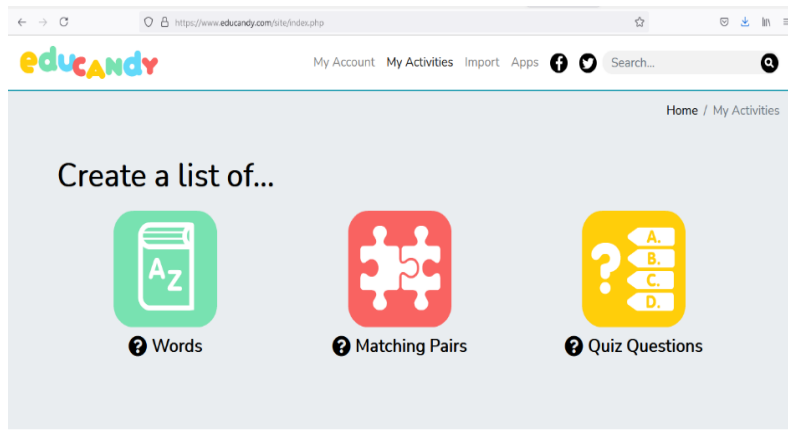 https://www.educandy.com/site/index.php
educandy
My Account My Activities Import Apps f Search...
Home / My Activities
Create a list of...
AZ
? A. B. C. D.
? Words
? Matching Pairs
? Quiz Questions